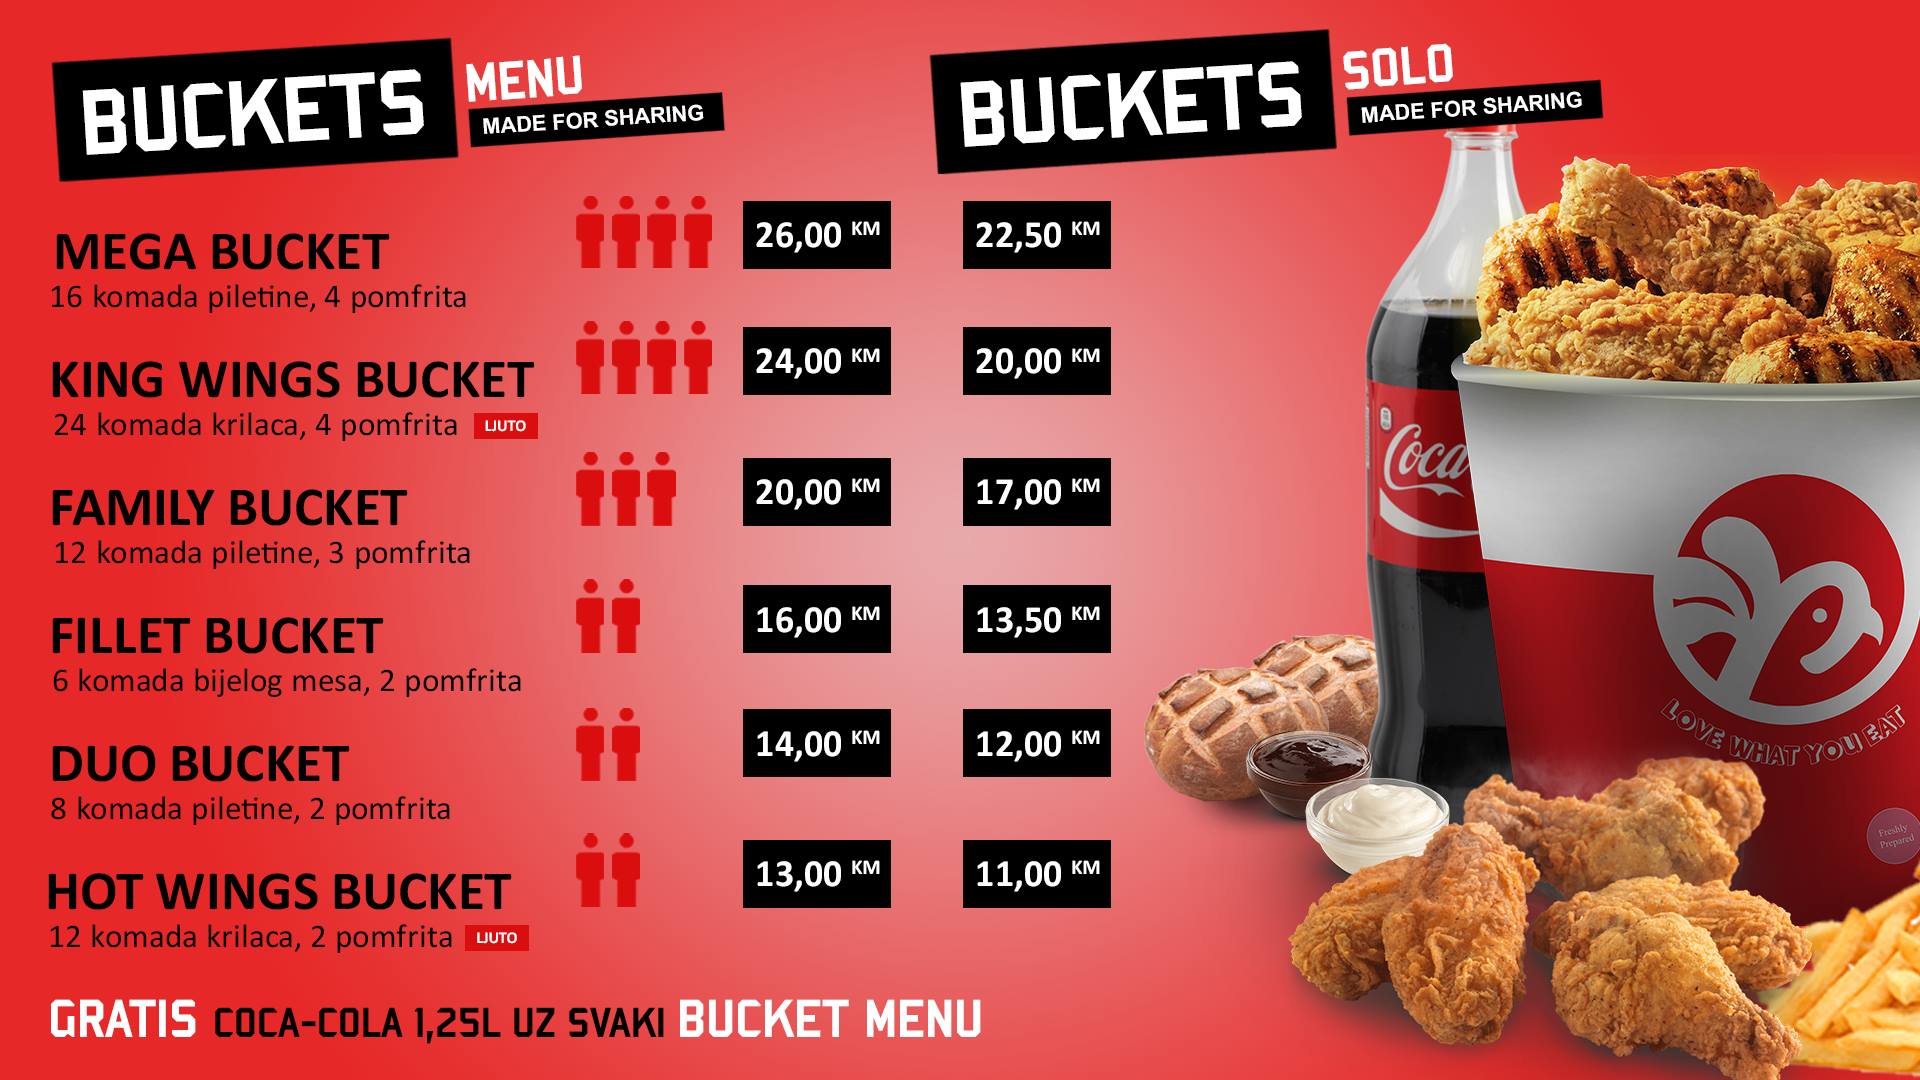 BUCKETS MENU
MADE FOR SHARING
BUCKETS SOLO
MADE FOR SHARING
MEGA BUCKET 26,00 KM 22,50 KM
16 komada piletine, 4 pomfrita
KING WINGS BUCKET 24,00 KM 20,00 KM
24 komada krilaca, 4 pomfrita LJUTO
FAMILY BUCKET 20,00 KM 17,00 KM
12 komada piletine, 3 pomfrita
FILLET BUCKET 16,00 KM 13,50 KM
6 komada bijelog mesa, 2 pomfrita
DUO BUCKET 14,00 KM 12,00 KM
8 komada piletine, 2 pomfrita
HOT WINGS BUCKET 13,00 KM 11,00 KM
12 komada krilaca, 2 pomfrita LJUTO
GRATIS COCA-COLA 1,25L UZ SVAKI BUCKET MENU
Coca
LOVE WHAT YOU EAT
Freshly
Prepared